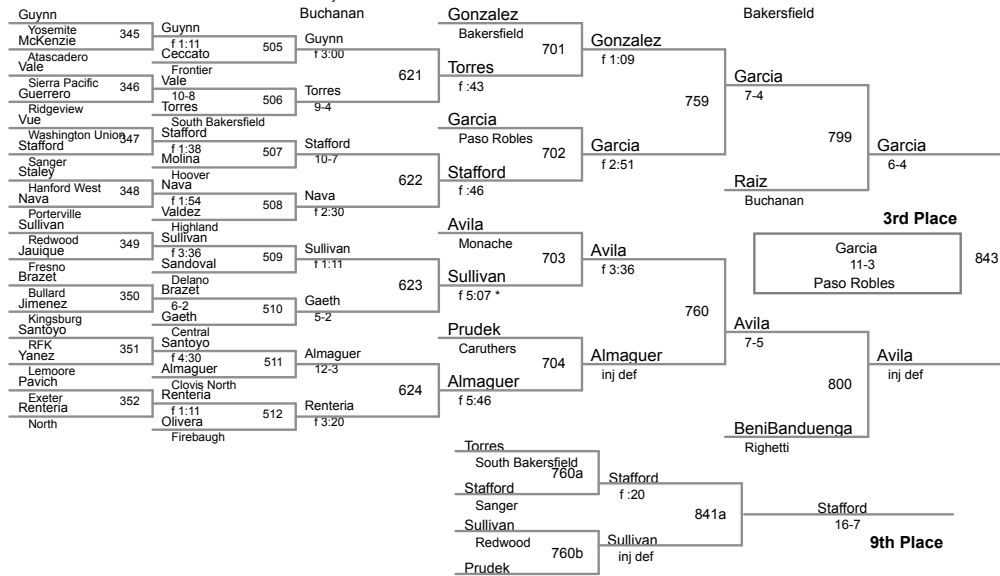 Buchanan
Bakersfield
Guynn
Yosemite
McKenzie
345
Atascadero
Vale
Sierra Pacific
346
Guerrero
Ridgeview
Vue
Washington Union
347
Stafford
Sanger
Staley
Hanford West
348
Nava
Porterville
Sullivan
Redwood
349
Jauique
Fresno
Brazet
Bullard
350
Jimenez
Kingsburg
Santoyo
RFK
351
Yanez
Lemoore
Pavich
Exeter
352
Renteria
North
Guynn
f 1:11
505
Ceccato
Frontier
Vale
10-8
506
Torres
South Bakersfield
Stafford
f 1:38
507
Molina
Hoover
Nava
f 1:54
508
Valdez
Highland
Sullivan
f 3:36
509
Sandoval
Delano
Brazet
6-2
510
Gaeth
Central
Santoyo
f 4:30
511
Almaguer
Clovis North
Renteria
f 1:11
512
Olivera
Firebaugh
Guynn
f 3:00
621
Torres
9-4
Stafford
10-7
622
Nava
f 2:30
Sullivan
f 1:11
623
Gaeth
5-2
Almaguer
12-3
624
Renteria
f 3:20
Gonzalez
Bakersfield
701
Torres
f :43
Garcia
Paso Robles
702
Stafford
f :46
Avila
Monache
703
Sullivan
f 5:07 *
Prudek
Caruthers
704
Almaguer
f 5:46
Gonzalez
f 1:09
759
Garcia
f 2:51
Avila
f 3:36
760
Almaguer
inj def
Garcia
7-4
799
Raiz
Buchanan
Avila
7-5
800
BeniBanduenga
Righetti
Garcia
6-4
3rd Place
Garcia
11-3
843
Paso Robles
Avila
inj def
Torres
South Bakersfield
760a
Stafford
Sanger
Sullivan
Redwood
760b
Prudek
Stafford
f :20
841a
Sullivan
inj def
Stafford
16-7
9th Place